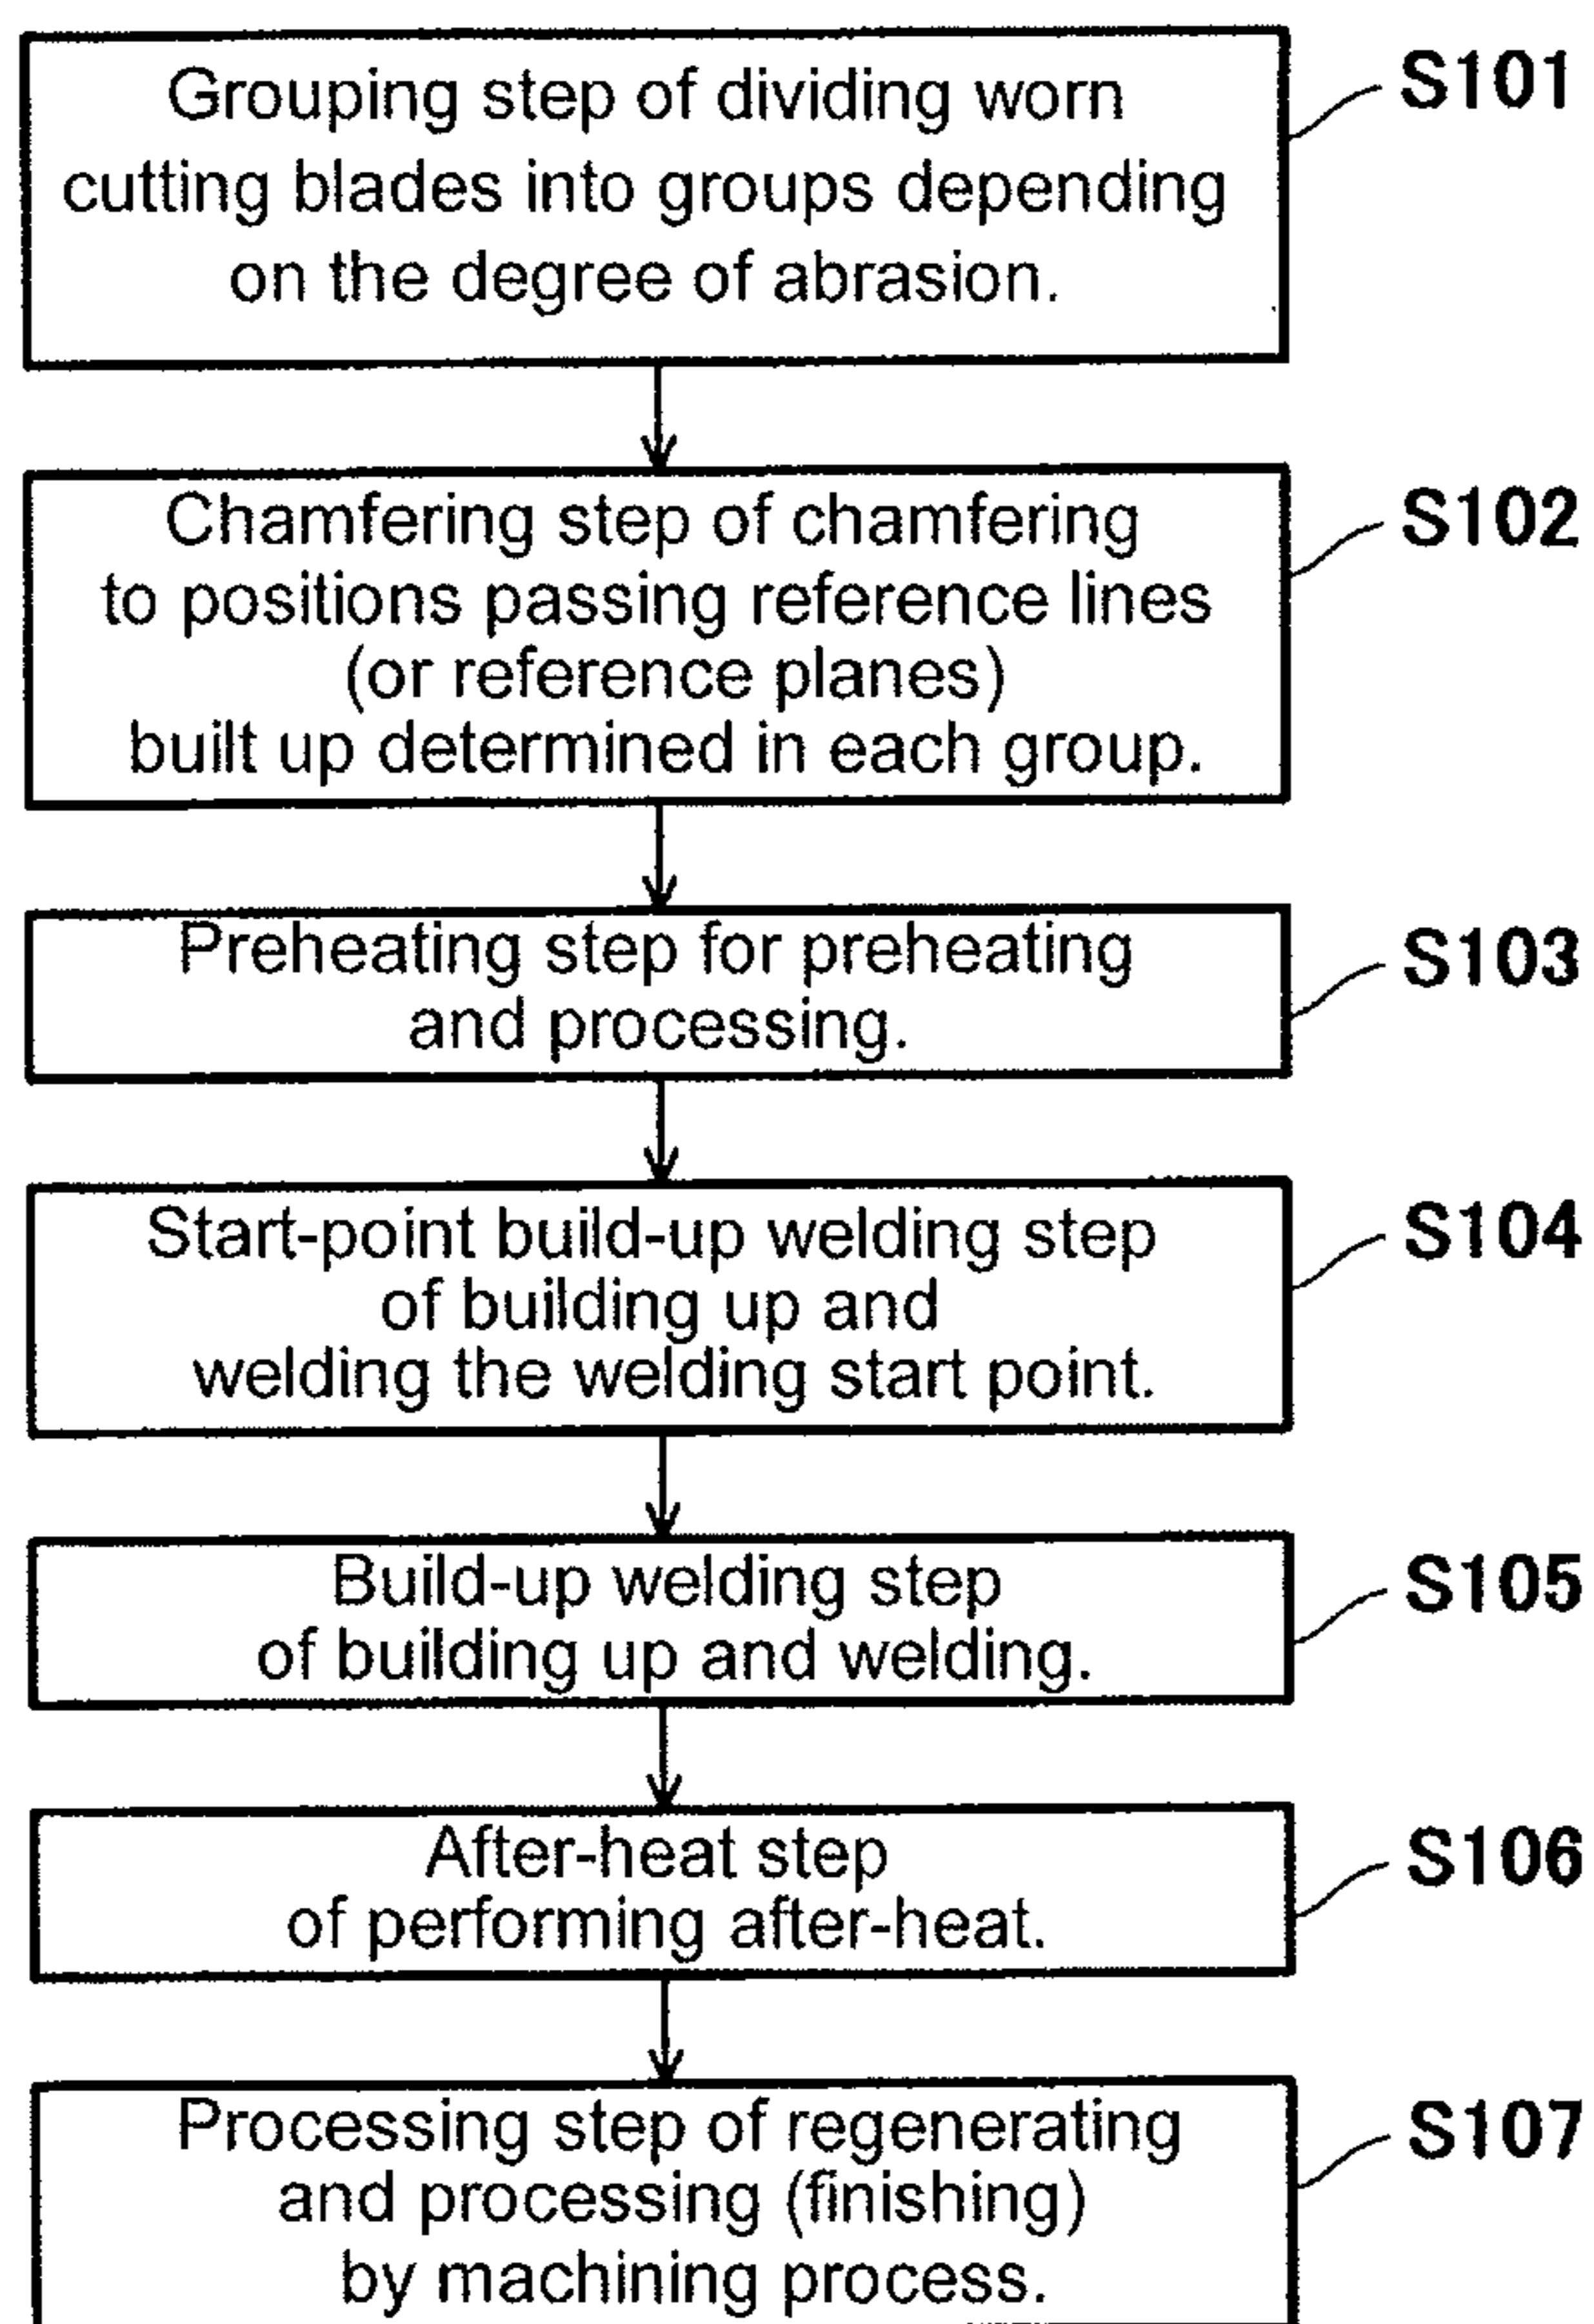 Grouping step of dividing worn
cutting blades into groups depending
on the degree of abrasion.
S101
Chamfering step of chamfering
to positions passing reference lines
(or reference planes)
built up determined in each group.
S102
Preheating step for preheating
and processing.
S103
Start-point build-up welding step
of building up and
welding the welding start point.
S104
Build-up welding step
of building up and welding.
S105
After-heat step
of performing after-heat.
S106
Processing step of regenerating
and processing (finishing)
by machining process.
S107